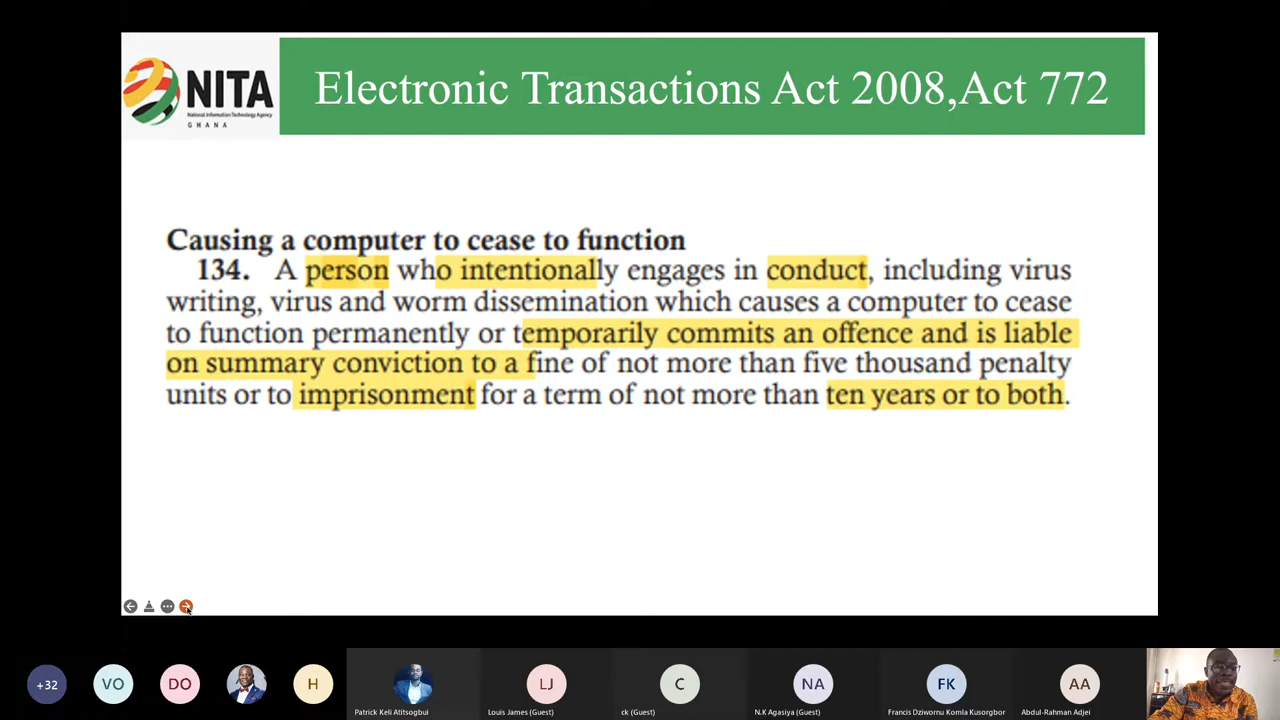 NITA
National Information Technology Agency
GHANA
Electronic Transactions Act 2008,Act 772
Causing a computer to cease to function
134. A person who intentionally engages in conduct, including virus
writing, virus and worm dissemination which causes a computer to cease
to function permanently or temporarily commits an offence and is liable
on summary conviction to a fine of not more than five thousand penalty
units or to imprisonment for a term of not more than ten years or to both.
+32
VO
DO
H
LJ
C
NA
FK
AA
Patrick Keli Atitsogbui
Louis James (Guest)
ck (Guest)
N.K Agasiya (Guest)
Francis Dziwornu Komla Kusorgbor
Abdul-Rahman Adjei